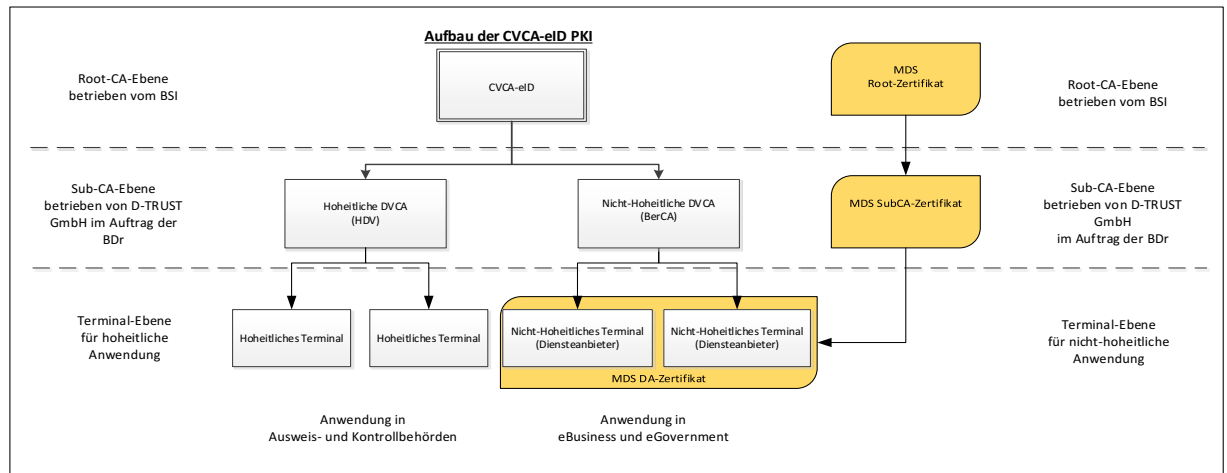 Aufbau der CVCA-eID PKI
Root-CA-Ebene
betrieben vom BSI
CVCA-eID
MDS
Root-Zertifikat
Root-CA-Ebene
betrieben vom BSI
Sub-CA-Ebene
betrieben von D-TRUST
GmbH im Auftrag der
BDr
Hoheitliche DVCA
(HDV)
Nicht-Hoheitliche DVCA
(BerCA)
MDS SubCA-Zertifikat
Sub-CA-Ebene
betrieben von D-TRUST
GmbH
im Auftrag der BDr
Terminal-Ebene
für hoheitliche
Anwendung
Hoheitliches Terminal
Hoheitliches Terminal
Nicht-Hoheitliches Terminal
(Diensteanbieter)
Nicht-Hoheitliches Terminal
(Diensteanbieter)
MDS DA-Zertifikat
Terminal-Ebene
für nicht-hoheitliche
Anwendung
Anwendung in
Ausweis- und Kontrollbehörden
Anwendung in
eBusiness und eGovernment